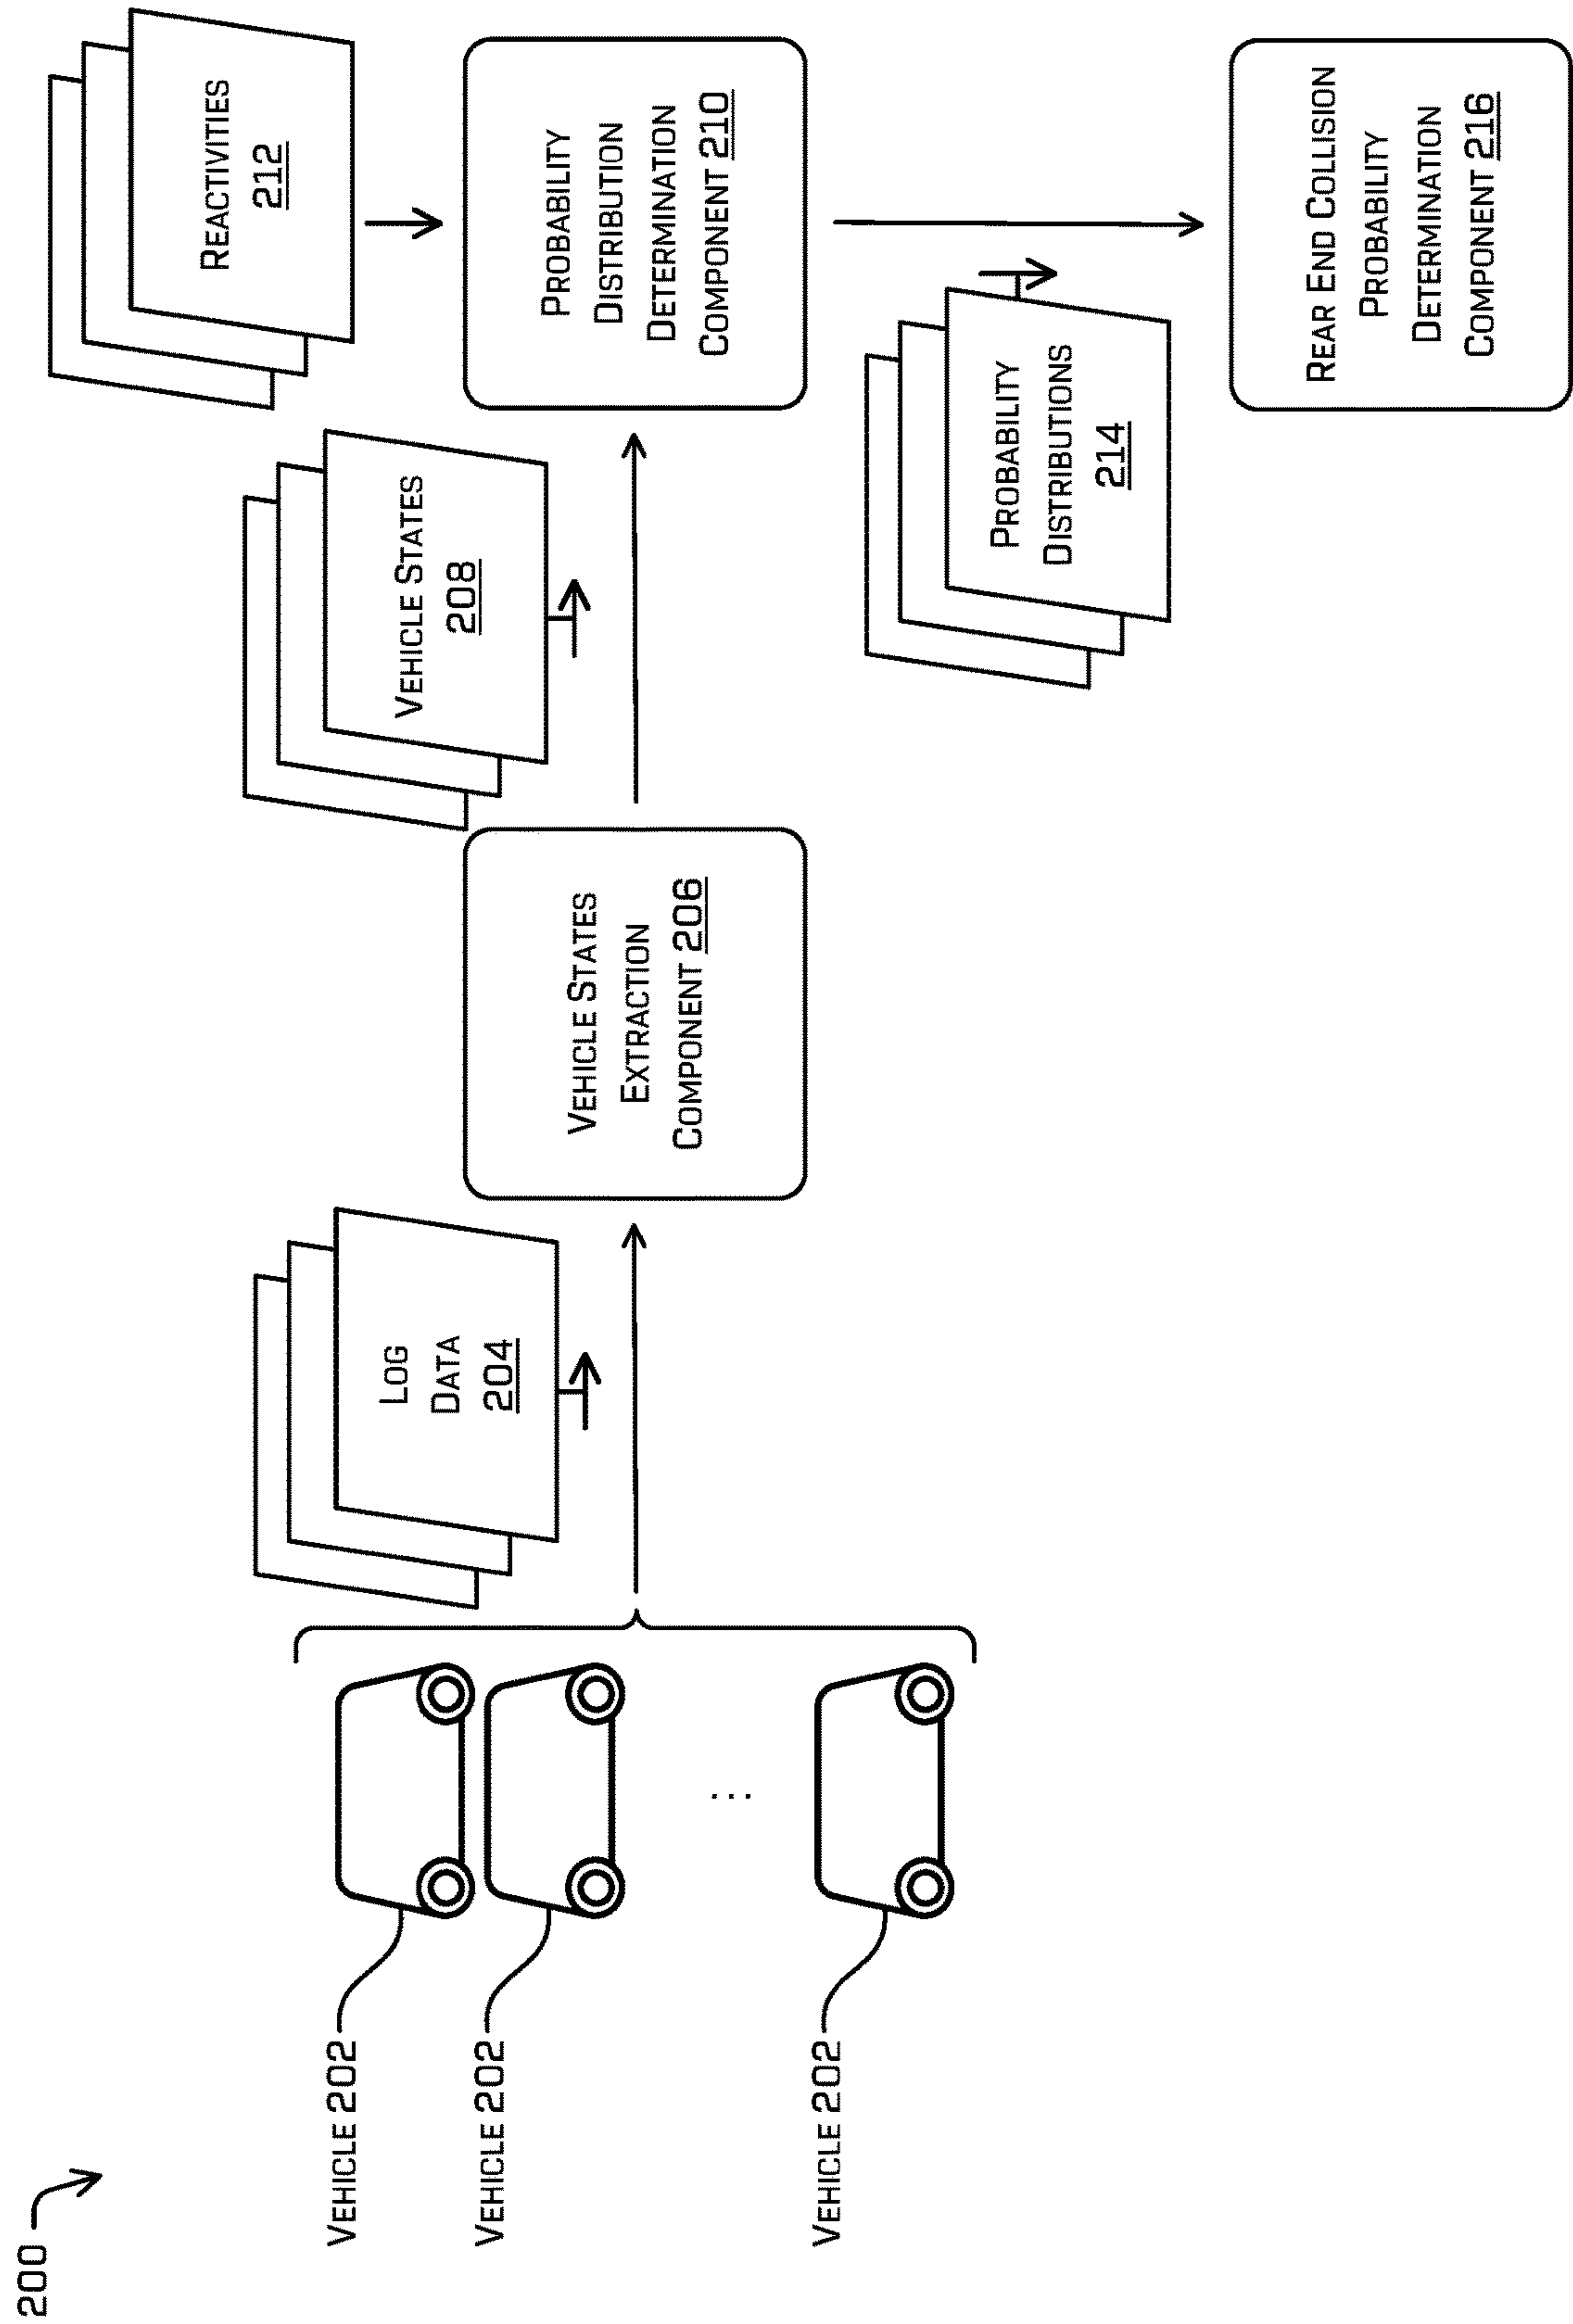 200
VEHICLE 202
VEHICLE 202
...
VEHICLE 202
LOG
DATA
204
VEHICLE STATES
EXTRACTION
COMPONENT 206
VEHICLE STATES
208
REACTIVITIES
212
PROBABILITY
DISTRIBUTION
DETERMINATION
COMPONENT 210
PROBABILITY
DISTRIBUTIONS
214
REAR END COLLISION
PROBABILITY
DETERMINATION
COMPONENT 216